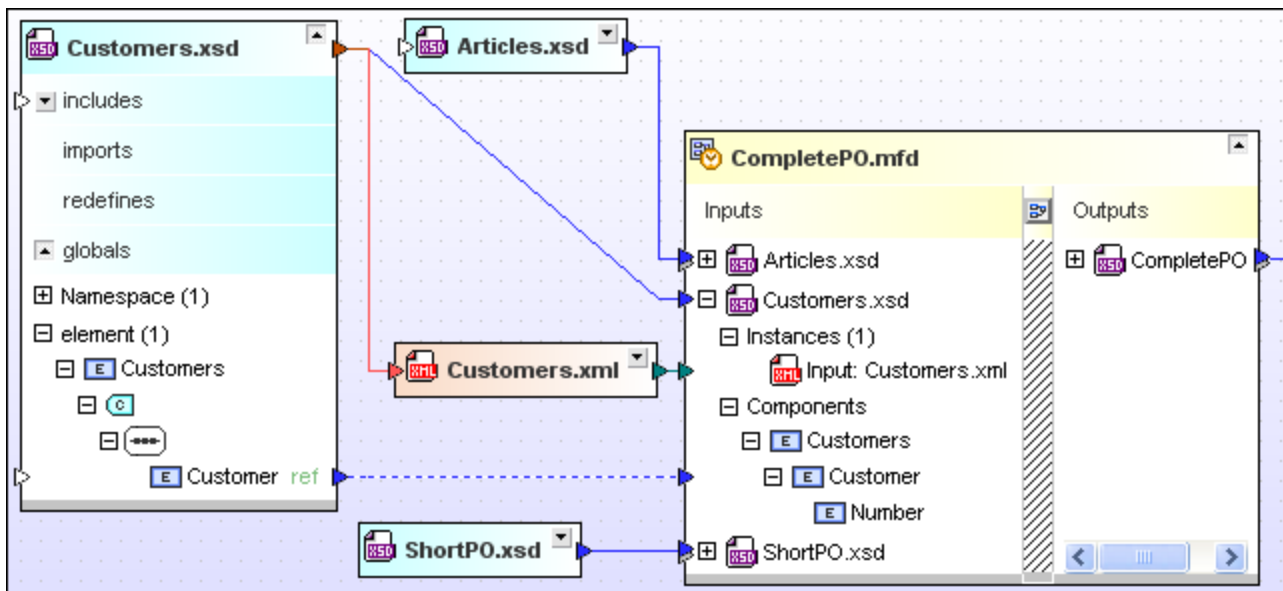 Customers.xsd
includes
imports
redefines
globals
Namespace (1)
element (1)
E Customers
C
E Customer ref
Articles.xsd
Customers.xml
ShortPO.xsd
CompletePO.mfd
Inputs
Articles.xsd
Customers.xsd
Instances (1)
Input: Customers.xml
Components
E Customers
E Customer
E Number
ShortPO.xsd
Outputs
CompletePO